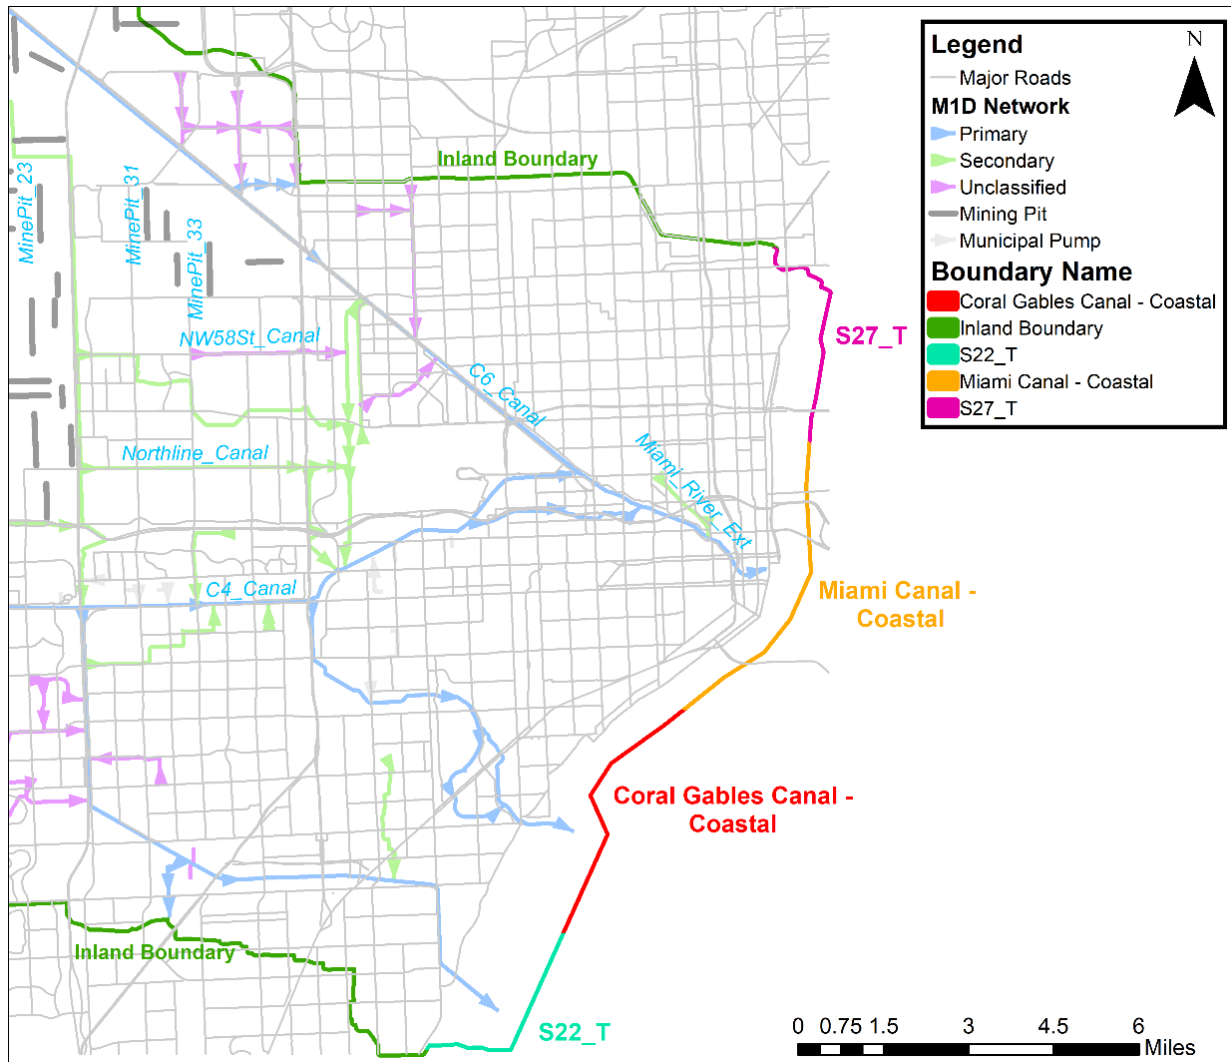 Legend
N
Major Roads
M1D Network
Primary
Secondary
Unclassified
Mining Pit
Municipal Pump
Boundary Name
Coral Gables Canal - Coastal
Inland Boundary
S22_T
Miami Canal - Coastal
S27_T
Inland Boundary
MinePit_23
MinePit_31
MinePit_33
NW58St_Canal
S27_T
C6_Canal
Northline_Canal
Miami_River_Ext
C4_Canal
Miami Canal -
Coastal
Coral Gables Canal -
Coastal
Inland Boundary
S22_T
0 0.75 1.5 3 4.5 6
Miles